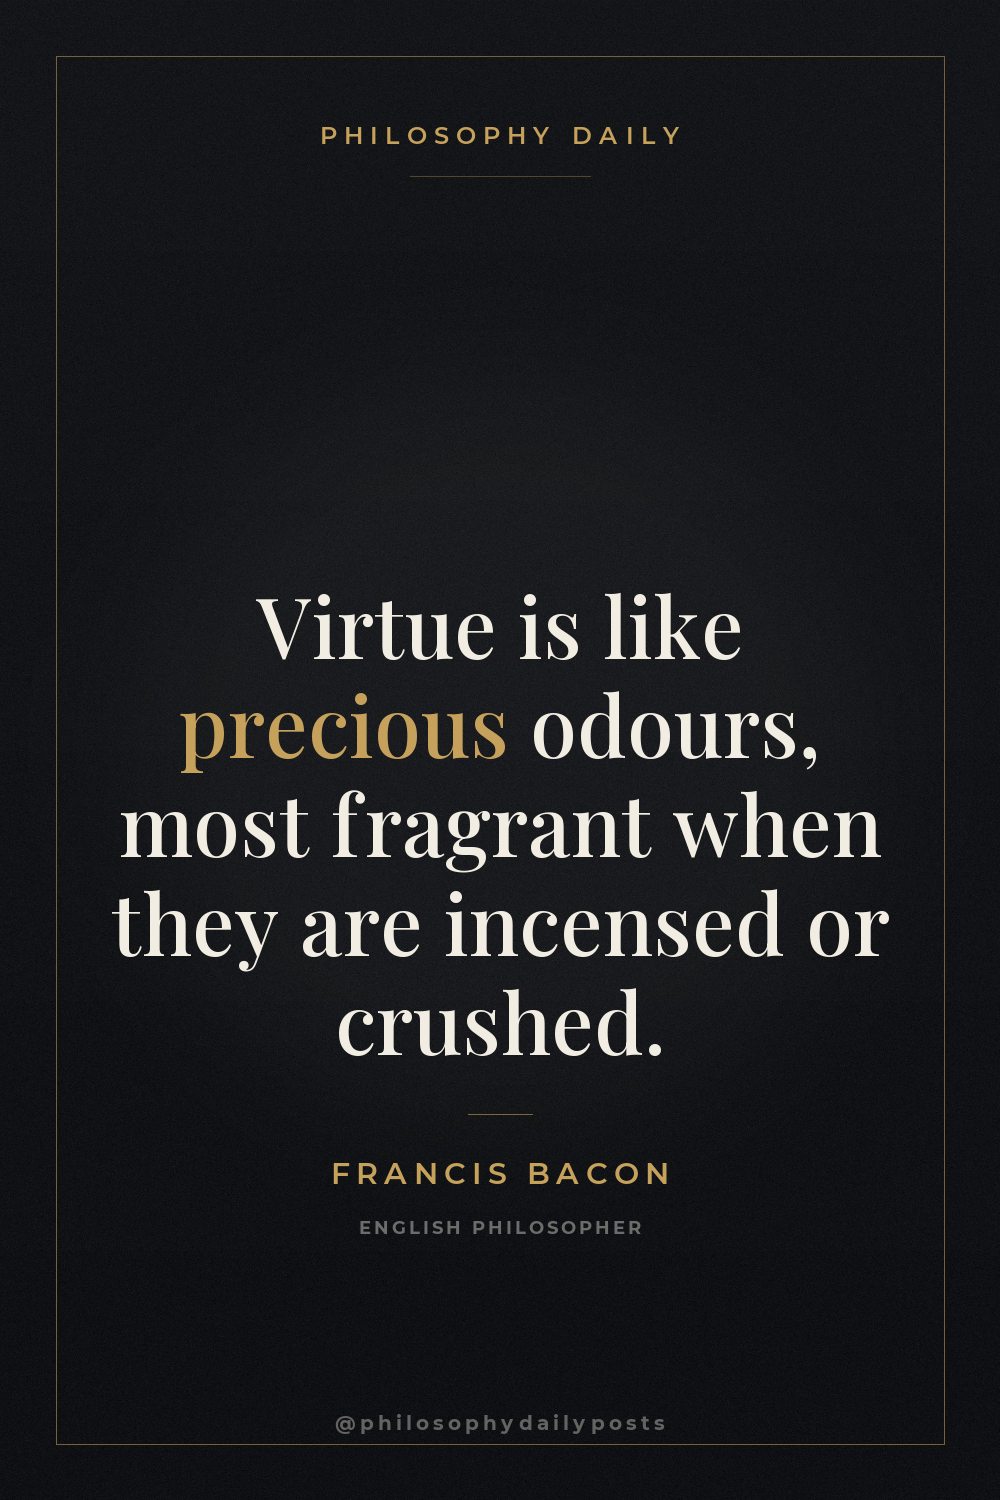 PHILOSOPHY DAILY
Virtue is like
precious odours,
most fragrant when
they are incensed or
crushed.
FRANCIS BACON
ENGLISH PHILOSOPHER
@philosophydailyposts